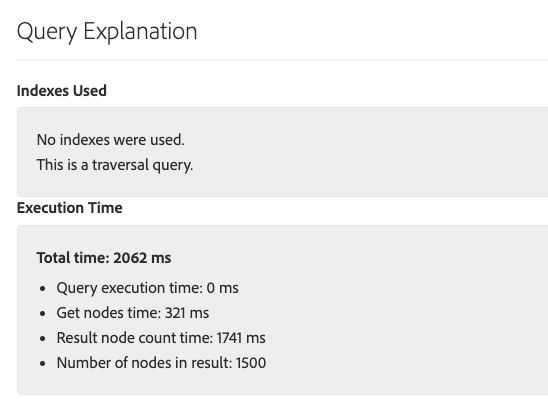 Query Explanation
Indexes Used
No indexes were used.
This is a traversal query.
Execution Time
Total time: 2062 ms
• Query execution time: 0 ms
• Get nodes time: 321 ms
• Result node count time: 1741 ms
• Number of nodes in result: 1500